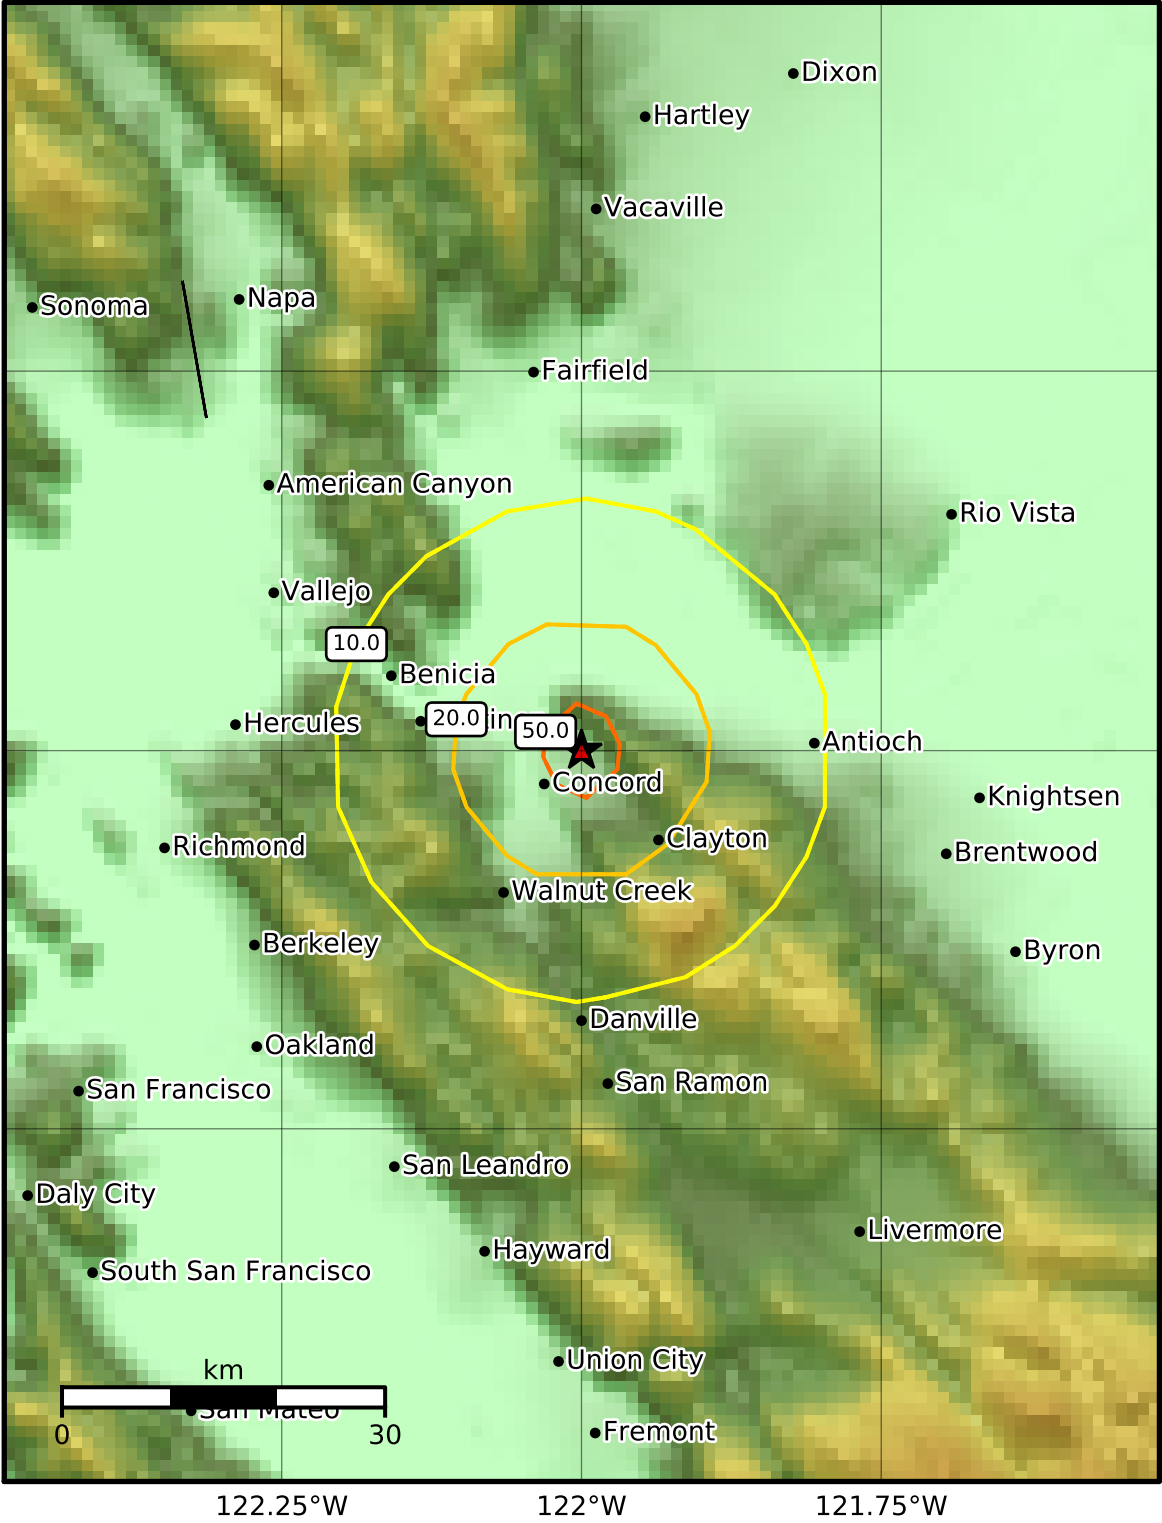 Dixon
Hartley
Vacaville
Napa
Sonoma
Fairfield
American Canyon
Rio Vista
Vallejo
10.0
Benicia
Hercules
20.0
50.0
Antioch
Concord
Knightsen
Richmond
Clayton
Brentwood
Walnut Creek
Berkeley
Byron
Danville
Oakland
San Ramon
San Francisco
San Leandro
Daly City
Livermore
Hayward
South San Francisco
Union City
km
San Mateo
0 30
Fremont
122.25°W 122°W 121.75°W